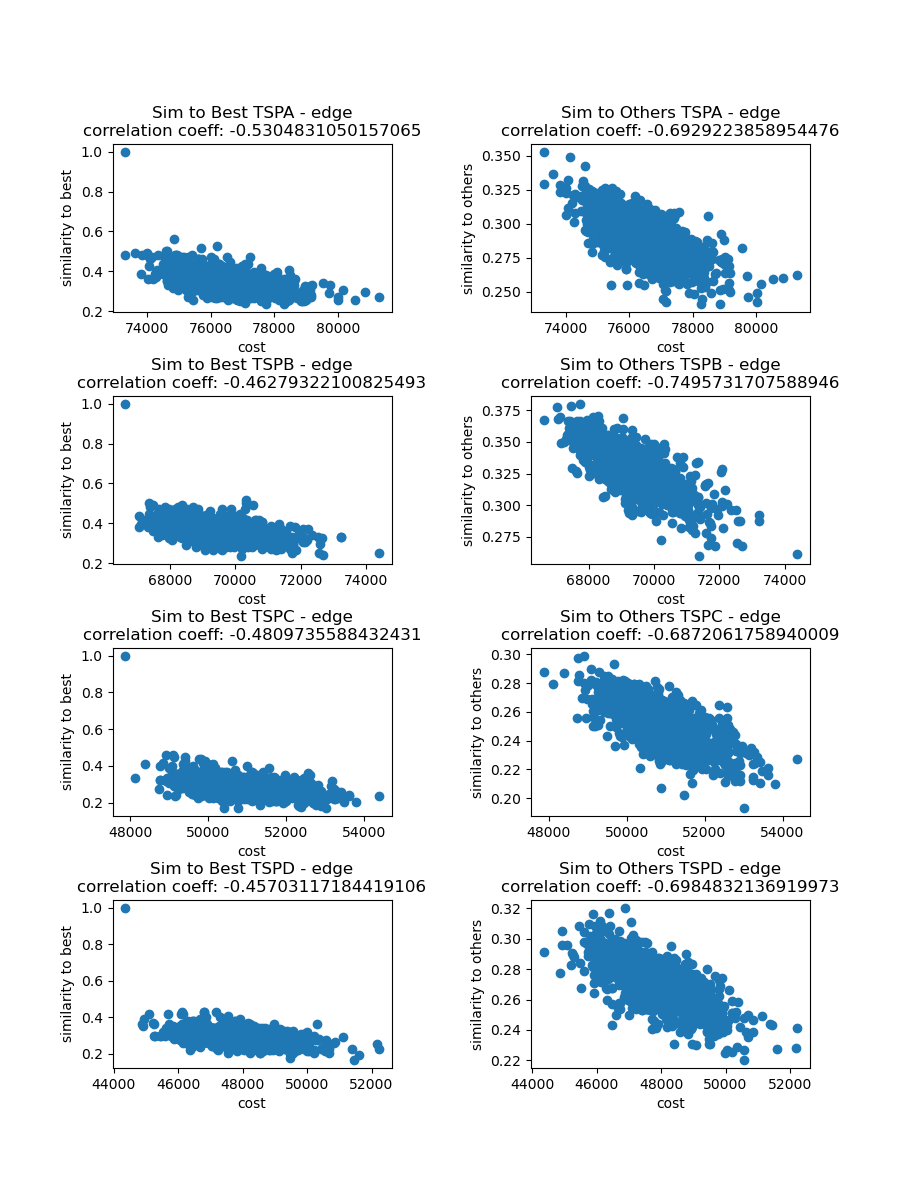 Sim to Best TSPA - edge
correlation coeff: -0.5304831050157065
similarity to best
1.0
0.8
0.6
0.4
0.2
74000 76000 78000 80000
cost
Sim to Others TSPA - edge
correlation coeff: -0.6929223858954476
similarity to others
0.350
0.325
0.300
0.275
0.250
74000 76000 78000 80000
cost
Sim to Best TSPB - edge
correlation coeff: -0.46279322100825493
similarity to best
1.0
0.8
0.6
0.4
0.2
68000 70000 72000 74000
cost
Sim to Others TSPB - edge
correlation coeff: -0.7495731707588946
similarity to others
0.375
0.350
0.325
0.300
0.275
68000 70000 72000 74000
cost
Sim to Best TSPC - edge
correlation coeff: -0.4809735588432431
similarity to best
1.0
0.8
0.6
0.4
0.2
48000 50000 52000 54000
cost
Sim to Others TSPC - edge
correlation coeff: -0.6872061758940009
similarity to others
0.30
0.28
0.26
0.24
0.22
0.20
48000 50000 52000 54000
cost
Sim to Best TSPD - edge
correlation coeff: -0.45703117184419106
similarity to best
1.0
0.8
0.6
0.4
0.2
44000 46000 48000 50000 52000
cost
Sim to Others TSPD - edge
correlation coeff: -0.6984832136919973
similarity to others
0.32
0.30
0.28
0.26
0.24
0.22
44000 46000 48000 50000 52000
cost